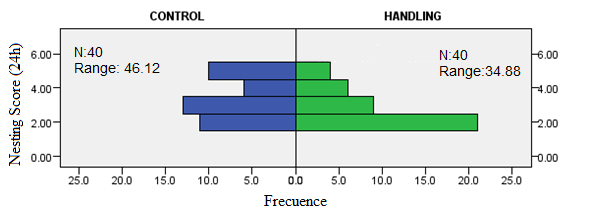 CONTROL HANDLING
N:40
Range: 46.12
N:40
Range:34.88
Nesting Score (24h)
6.00 6.00
4.00 4.00
2.00 2.00
0.00 0.00
25.0 20.0 15.0 10.0 5.0 0.0 5.0 10.0 15.0 20.0 25.0
Frecuence